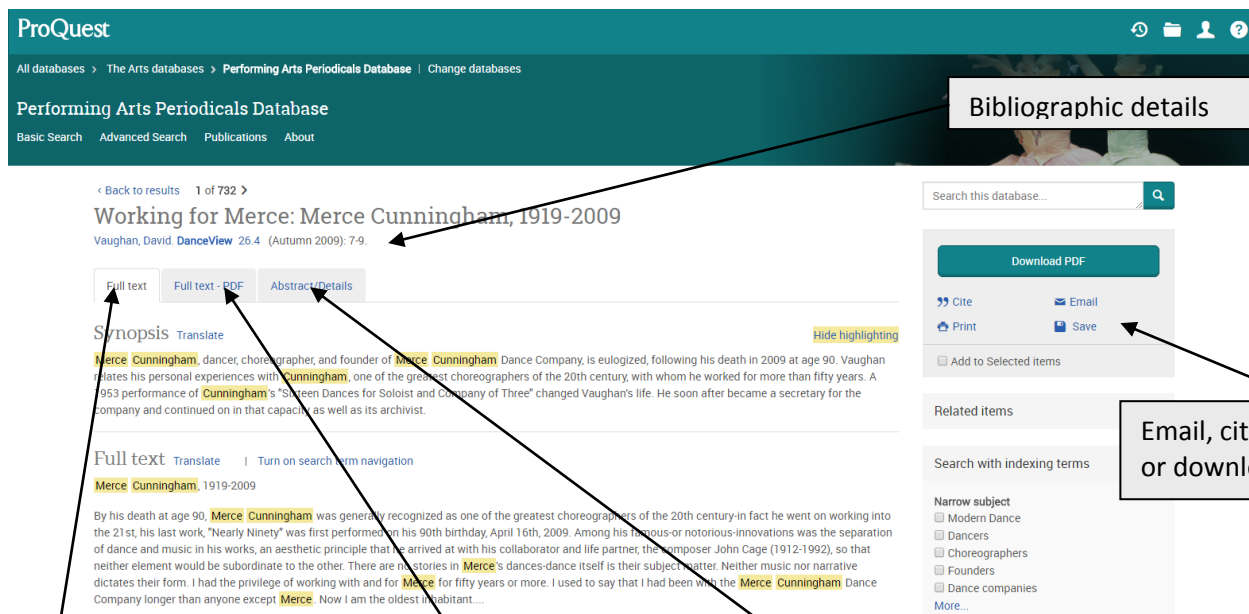 ProQuest
All databases > The Arts databases > Performing Arts Periodicals Database | Change databases
Performing Arts Periodicals Database
Basic Search Advanced Search Publications About
Bibliographic details
‹ Back to results 1 of 732 >
Working for Merce: Merce Cunningham, 1919-2009
Vaughan, David. DanceView 26.4 (Autumn 2009): 7-9.
Full text Full text - PDF Abstract/Details
Synopsis Translate
Hide highlighting
Merce Cunningham, dancer, choreographer, and founder of Merce Cunningham Dance Company, is eulogized, following his death in 2009 at age 90. Vaughan
relates his personal experiences with Cunningham, one of the greatest choreographers of the 20th century, with whom he worked for more than fifty years. A
1953 performance of Cunningham's "Sixteen Dances for Soloist and Company of Three" changed Vaughan's life. He soon after became a secretary for the
company and continued on in that capacity as well as its archivist.
Full text Translate | Turn on search term navigation
Merce Cunningham, 1919-2009
By his death at age 90, Merce Cunningham was generally recognized as one of the greatest choreographers of the 20th century-in fact he went on working into
the 21st, his last work, "Nearly Ninety" was first performed on his 90th birthday, April 16th, 2009. Among his famous-or notorious-innovations was the separation
of dance and music in his works, an aesthetic principle that he arrived at with his collaborator and life partner, the composer John Cage (1912-1992), so that
neither element would be subordinate to the other. There are no stories in Merce's dances-dance itself is their subject matter. Neither music nor narrative
dictates their form. I had the privilege of working with and for Merce for fifty years or more. I used to say that I had been with the Merce Cunningham Dance
Company longer than anyone except Merce. Now I am the oldest inhabitant....
Search this database...
Download PDF
Cite Email
Print Save
Add to Selected items
Related items
Email, cit
or downl
Search with indexing terms
Narrow subject
Modern Dance
Dancers
Choreographers
Founders
Dance companies
More...